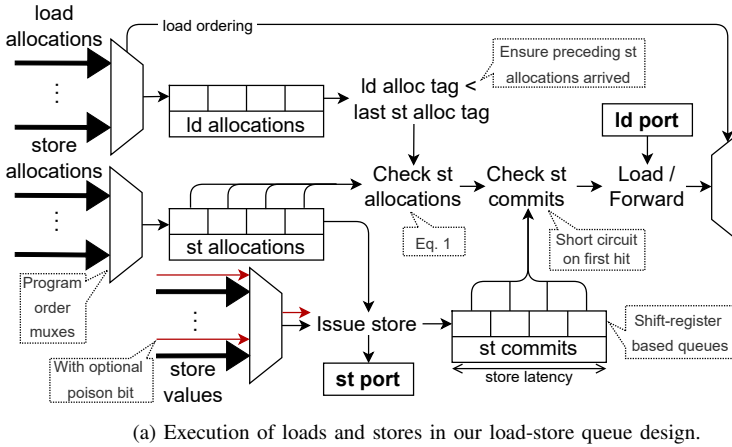 load
allocations
load ordering
Ensure preceding st
allocations arrived
ld alloc tag <
last st alloc tag
ld allocations
ld port
store
allocations
Check st
allocations
Check st
commits
Load /
Forward
st allocations
Eq. 1
Short circuit
on first hit
Program
order
muxes
Issue store
Shift-register
based queues
With optional
poison bit
store
values
st port
st commits
store latency
(a) Execution of loads and stores in our load-store queue design.